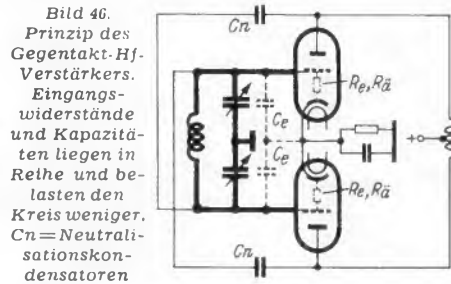 Bild 46.
Prinzip des
Gegentakt-Hf-
Verstärkers.
Eingangs-
widerstände
und Kapazitä-
ten liegen in
Reihe und be-
lasten den
Kreis weniger.
Cn=Neutrali-
sationskon-
densatoren
Cn
Re, Rä
Ce
+
Ce
Re, Rä
Cn